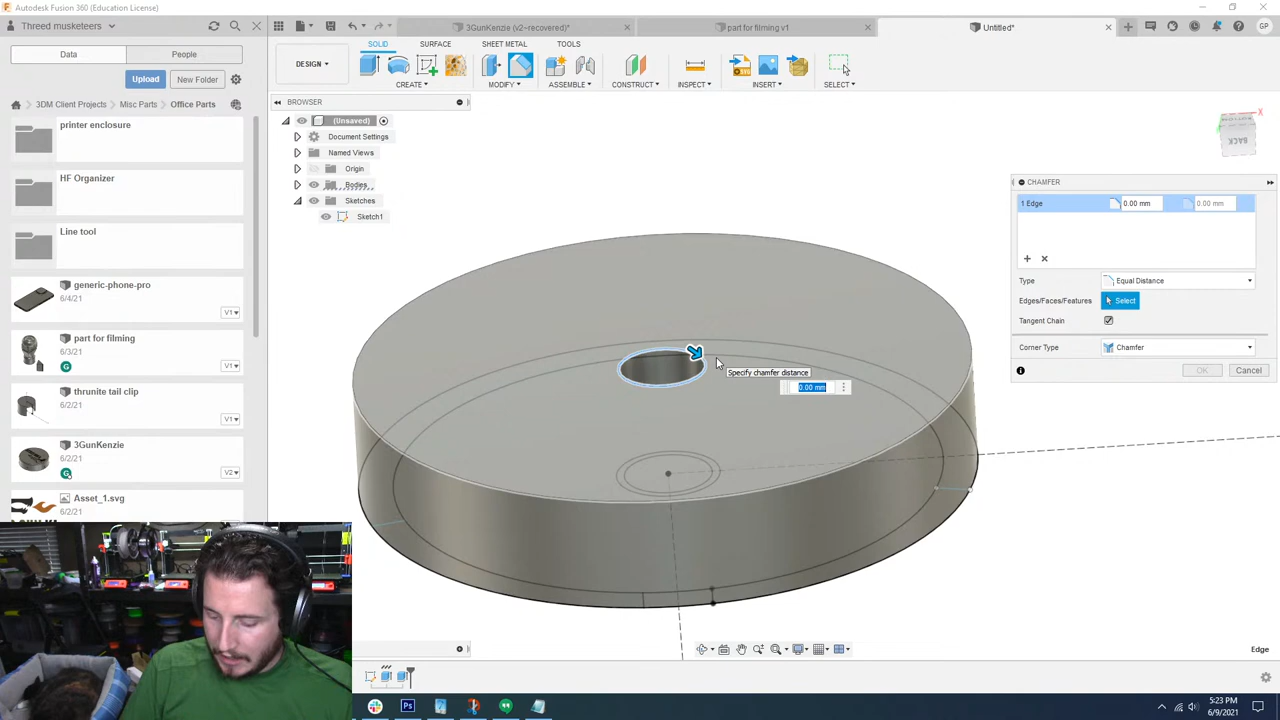 Autodesk Fusion 360 (Education License)
Threed musketeers
3GunKenzie (v2~recovered)*
part for filming v1
Untitled*
GP
Data
People
Upload
New Folder
3DM Client Projects
Misc Parts
Office Parts
printer enclosure
HF Organizer
Line tool
generic-phone-pro
6/4/21
V1
part for filming
6/3/21
G
V1
thrunite tail clip
6/2/21
V1
3GunKenzie
6/2/21
G
V2
Asset_1.svg
6/2/21
SOLID
SURFACE
SHEET METAL
TOOLS
DESIGN
CREATE
MODIFY
ASSEMBLE
CONSTRUCT
INSPECT
INSERT
SELECT
BROWSER
(Unsaved)
Document Settings
Named Views
Origin
Bodies
Sketches
Sketch1
BACK
X
CHAMFER
1 Edge
0.00 mm
0.00 mm
Type
Equal Distance
Edges/Faces/Features
Select
Tangent Chain
Corner Type
Chamfer
OK
Cancel
Specify chamfer distance
0.00 mm
Edge
5:23 PM
6/9/2021